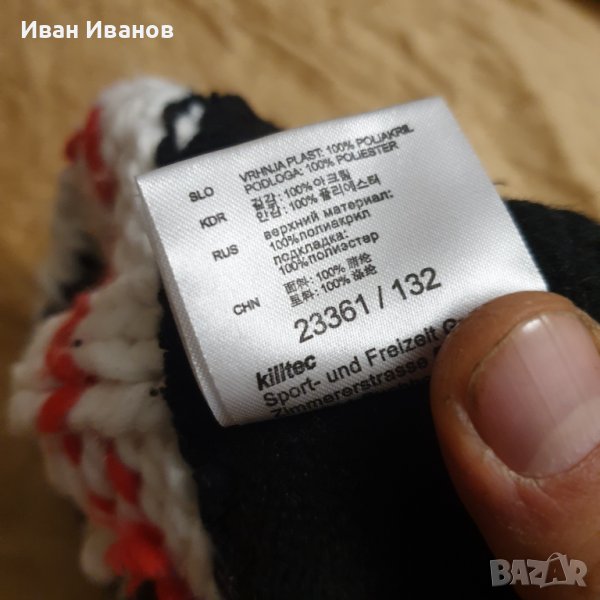 Иван Иванов
SLO VRHNJA PLAST: 100% POLIAKRIL
PODLOGA: 100% POLIESTER
KDR 겉감: 100% 아크릴
안감: 100% 폴리에스터
RUS верхний материал:
100%полиакрил
подкладка:
100%полиэстер
CHN 面料: 100% 腈纶
里料: 100% 涤纶
23361 / 132
killtec
Sport- und Freizeit
Zimmererstrasse
BAZAR